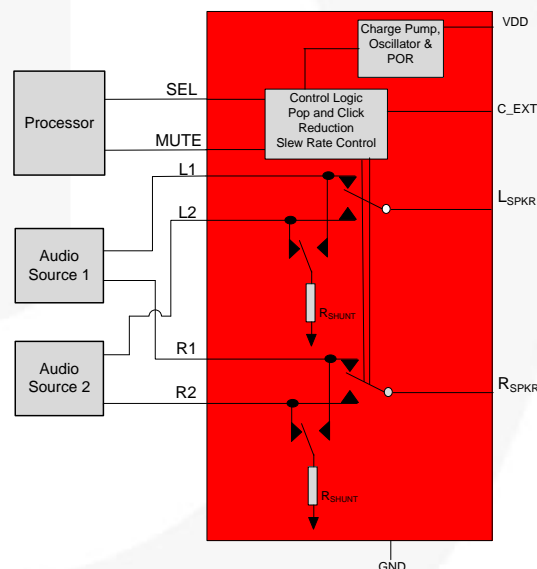 Charge Pump,
Oscillator &
POR
VDD
SEL
Processor
Control Logic
Pop and Click
Reduction
Slew Rate Control
C_EXT
MUTE
L1
L2
LSPKR
Audio
Source 1
RSHUNT
R1
Audio
Source 2
R2
RSPKR
RSHUNT
GND